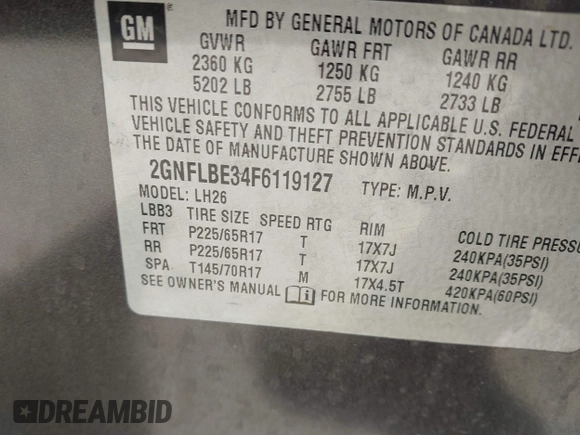 GM
MFD BY GENERAL MOTORS OF CANADA LTD.
GVWR GAWR FRT GAWR RR
2360 KG 1250 KG 1240 KG
5202 LB 2755 LB 2733 LB
THIS VEHICLE CONFORMS TO ALL APPLICABLE U.S. FEDERAL
VEHICLE SAFETY AND THEFT PREVENTION STANDARDS IN EFF
THE DATE OF MANUFACTURE SHOWN ABOVE.
2GNFLBE34F6119127 TYPE: M.P.V.
MODEL: LH26
LBB3 TIRE SIZE SPEED RTG RIM COLD TIRE PRESSU
FRT P225/65R17 T 17X7J 240KPA(35PSI)
RR P225/65R17 T 17X7J 240KPA(35PSI)
SPA T145/70R17 M 17X4.5T 420KPA(60PSI)
SEE OWNER'S MANUAL i FOR MORE INFORMATION.
DREAMBID